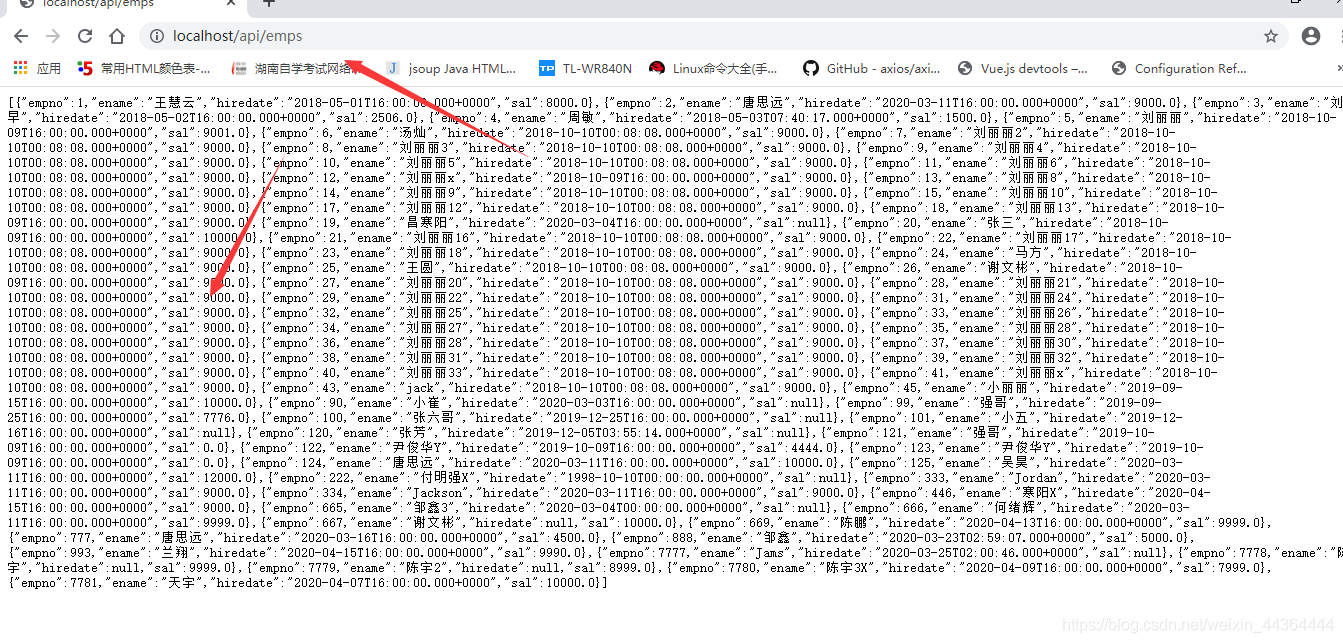 localhost/api/emps
localhost/api/emps
应用 常用HTML颜色表-... 湖南自学考试网络 jsoup Java HTML... TL-WR840N Linux命令大全(手... GitHub - axios/axi... Vue.js devtools –... Configuration Ref...
[{"empno":1,"ename":"王慧云","hiredate":"2018-05-01T16:00:00.000+0000","sal":8000.0},{"empno":2,"ename":"唐思远","hiredate":"2020-03-11T16:00:00.000+0000","sal":9000.0},{"empno":3,"ename":"刘
早","hiredate":"2018-05-02T16:00:00.000+0000","sal":2506.0},{"empno":4,"ename":"周敏","hiredate":"2018-05-03T07:40:17.000+0000","sal":1500.0},{"empno":5,"ename":"刘丽丽","hiredate":"2018-10-
09T16:00:00.000+0000","sal":9001.0},{"empno":6,"ename":"汤灿","hiredate":"2018-10-10T00:08:08.000+0000","sal":9000.0},{"empno":7,"ename":"刘丽丽2","hiredate":"2018-10-
10T00:08:08.000+0000","sal":9000.0},{"empno":8,"ename":"刘丽丽3","hiredate":"2018-10-10T00:08:08.000+0000","sal":9000.0},{"empno":9,"ename":"刘丽丽4","hiredate":"2018-10-
10T00:08:08.000+0000","sal":9000.0},{"empno":10,"ename":"刘丽丽5","hiredate":"2018-10-10T00:08:08.000+0000","sal":9000.0},{"empno":11,"ename":"刘丽丽6","hiredate":"2018-10-
10T00:08:08.000+0000","sal":9000.0},{"empno":12,"ename":"刘丽丽x","hiredate":"2018-10-09T16:00:00.000+0000","sal":9000.0},{"empno":13,"ename":"刘丽丽8","hiredate":"2018-10-
10T00:08:08.000+0000","sal":9000.0},{"empno":14,"ename":"刘丽丽9","hiredate":"2018-10-10T00:08:08.000+0000","sal":9000.0},{"empno":15,"ename":"刘丽丽10","hiredate":"2018-10-
10T00:08:08.000+0000","sal":9000.0},{"empno":17,"ename":"刘丽丽12","hiredate":"2018-10-10T00:08:08.000+0000","sal":9000.0},{"empno":18,"ename":"刘丽丽13","hiredate":"2018-10-
09T16:00:00.000+0000","sal":9000.0},{"empno":19,"ename":"昌寒阳","hiredate":"2020-03-04T16:00:00.000+0000","sal":null},{"empno":20,"ename":"张三","hiredate":"2018-10-
09T16:00:00.000+0000","sal":10000.0},{"empno":21,"ename":"刘丽丽16","hiredate":"2018-10-10T00:08:08.000+0000","sal":9000.0},{"empno":22,"ename":"刘丽丽17","hiredate":"2018-10-
10T00:08:08.000+0000","sal":9000.0},{"empno":23,"ename":"刘丽丽18","hiredate":"2018-10-10T00:08:08.000+0000","sal":9000.0},{"empno":24,"ename":"马方","hiredate":"2018-10-
10T00:08:08.000+0000","sal":9000.0},{"empno":25,"ename":"王圆","hiredate":"2018-10-10T00:08:08.000+0000","sal":9000.0},{"empno":26,"ename":"谢文彬","hiredate":"2018-10-
09T16:00:00.000+0000","sal":9000.0},{"empno":27,"ename":"刘丽丽20","hiredate":"2018-10-10T00:08:08.000+0000","sal":9000.0},{"empno":28,"ename":"刘丽丽21","hiredate":"2018-10-
10T00:08:08.000+0000","sal":9000.0},{"empno":29,"ename":"刘丽丽22","hiredate":"2018-10-10T00:08:08.000+0000","sal":9000.0},{"empno":31,"ename":"刘丽丽24","hiredate":"2018-10-
10T00:08:08.000+0000","sal":9000.0},{"empno":32,"ename":"刘丽丽25","hiredate":"2018-10-10T00:08:08.000+0000","sal":9000.0},{"empno":33,"ename":"刘丽丽26","hiredate":"2018-10-
10T00:08:08.000+0000","sal":9000.0},{"empno":34,"ename":"刘丽丽27","hiredate":"2018-10-10T00:08:08.000+0000","sal":9000.0},{"empno":35,"ename":"刘丽丽28","hiredate":"2018-10-
10T00:08:08.000+0000","sal":9000.0},{"empno":36,"ename":"刘丽丽28","hiredate":"2018-10-10T00:08:08.000+0000","sal":9000.0},{"empno":37,"ename":"刘丽丽30","hiredate":"2018-10-
10T00:08:08.000+0000","sal":9000.0},{"empno":38,"ename":"刘丽丽31","hiredate":"2018-10-10T00:08:08.000+0000","sal":9000.0},{"empno":39,"ename":"刘丽丽32","hiredate":"2018-10-
10T00:08:08.000+0000","sal":9000.0},{"empno":40,"ename":"刘丽丽33","hiredate":"2018-10-10T00:08:08.000+0000","sal":9000.0},{"empno":41,"ename":"刘丽丽x","hiredate":"2018-10-
10T00:08:08.000+0000","sal":9000.0},{"empno":43,"ename":"jack","hiredate":"2018-10-10T00:08:08.000+0000","sal":9000.0},{"empno":45,"ename":"小丽丽","hiredate":"2019-09-
15T16:00:00.000+0000","sal":10000.0},{"empno":90,"ename":"小崔","hiredate":"2020-03-03T16:00:00.000+0000","sal":null},{"empno":99,"ename":"强哥","hiredate":"2019-09-
25T16:00:00.000+0000","sal":7776.0},{"empno":100,"ename":"张六哥","hiredate":"2019-12-25T16:00:00.000+0000","sal":null},{"empno":101,"ename":"小五","hiredate":"2019-12-
16T16:00:00.000+0000","sal":null},{"empno":120,"ename":"张芳","hiredate":"2019-12-05T03:55:14.000+0000","sal":null},{"empno":121,"ename":"强哥","hiredate":"2019-10-
09T16:00:00.000+0000","sal":0.0},{"empno":122,"ename":"尹俊华Y","hiredate":"2019-10-09T16:00:00.000+0000","sal":4444.0},{"empno":123,"ename":"尹俊华Y","hiredate":"2019-10-
09T16:00:00.000+0000","sal":0.0},{"empno":124,"ename":"唐思远","hiredate":"2020-03-11T16:00:00.000+0000","sal":10000.0},{"empno":125,"ename":"吴昊","hiredate":"2020-03-
11T16:00:00.000+0000","sal":12000.0},{"empno":222,"ename":"付明强X","hiredate":"1998-10-10T00:00:00.000+0000","sal":null},{"empno":333,"ename":"Jordan","hiredate":"2020-03-
11T16:00:00.000+0000","sal":9000.0},{"empno":334,"ename":"Jackson","hiredate":"2020-03-11T16:00:00.000+0000","sal":9000.0},{"empno":446,"ename":"寒阳X","hiredate":"2020-04-
15T16:00:00.000+0000","sal":9000.0},{"empno":665,"ename":"邹鑫3","hiredate":"2020-03-04T00:00:00.000+0000","sal":null},{"empno":666,"ename":"何绪辉","hiredate":"2020-03-
11T16:00:00.000+0000","sal":9999.0},{"empno":667,"ename":"谢文彬","hiredate":null,"sal":10000.0},{"empno":669,"ename":"陈鹏","hiredate":"2020-04-13T16:00:00.000+0000","sal":9999.0},
{"empno":777,"ename":"唐思远","hiredate":"2020-03-16T16:00:00.000+0000","sal":4500.0},{"empno":888,"ename":"邹鑫","hiredate":"2020-03-23T02:59:07.000+0000","sal":5000.0},
{"empno":993,"ename":"兰翔","hiredate":"2020-04-15T16:00:00.000+0000","sal":9990.0},{"empno":7777,"ename":"Jams","hiredate":"2020-03-25T02:00:46.000+0000","sal":null},{"empno":7778,"ename":"陈
宇","hiredate":null,"sal":9999.0},{"empno":7779,"ename":"陈宇2","hiredate":null,"sal":8999.0},{"empno":7780,"ename":"陈宇3X","hiredate":"2020-04-09T16:00:00.000+0000","sal":7999.0},
{"empno":7781,"ename":"天宇","hiredate":"2020-04-07T16:00:00.000+0000","sal":10000.0}]
https://blog.csdn.net/weixin_44364444